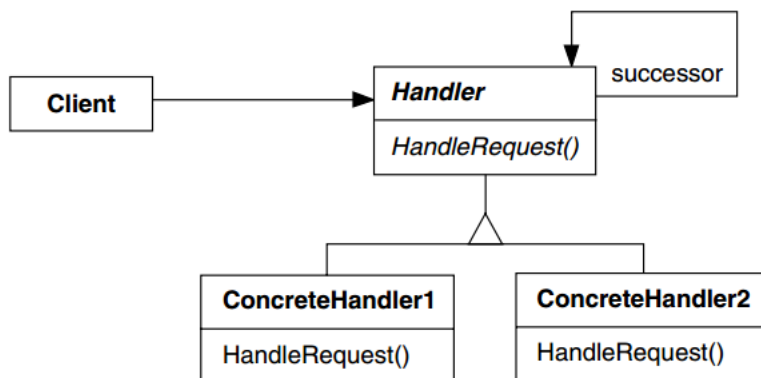 successor
Client
Handler
HandleRequest()
ConcreteHandler1
ConcreteHandler2
HandleRequest()
HandleRequest()